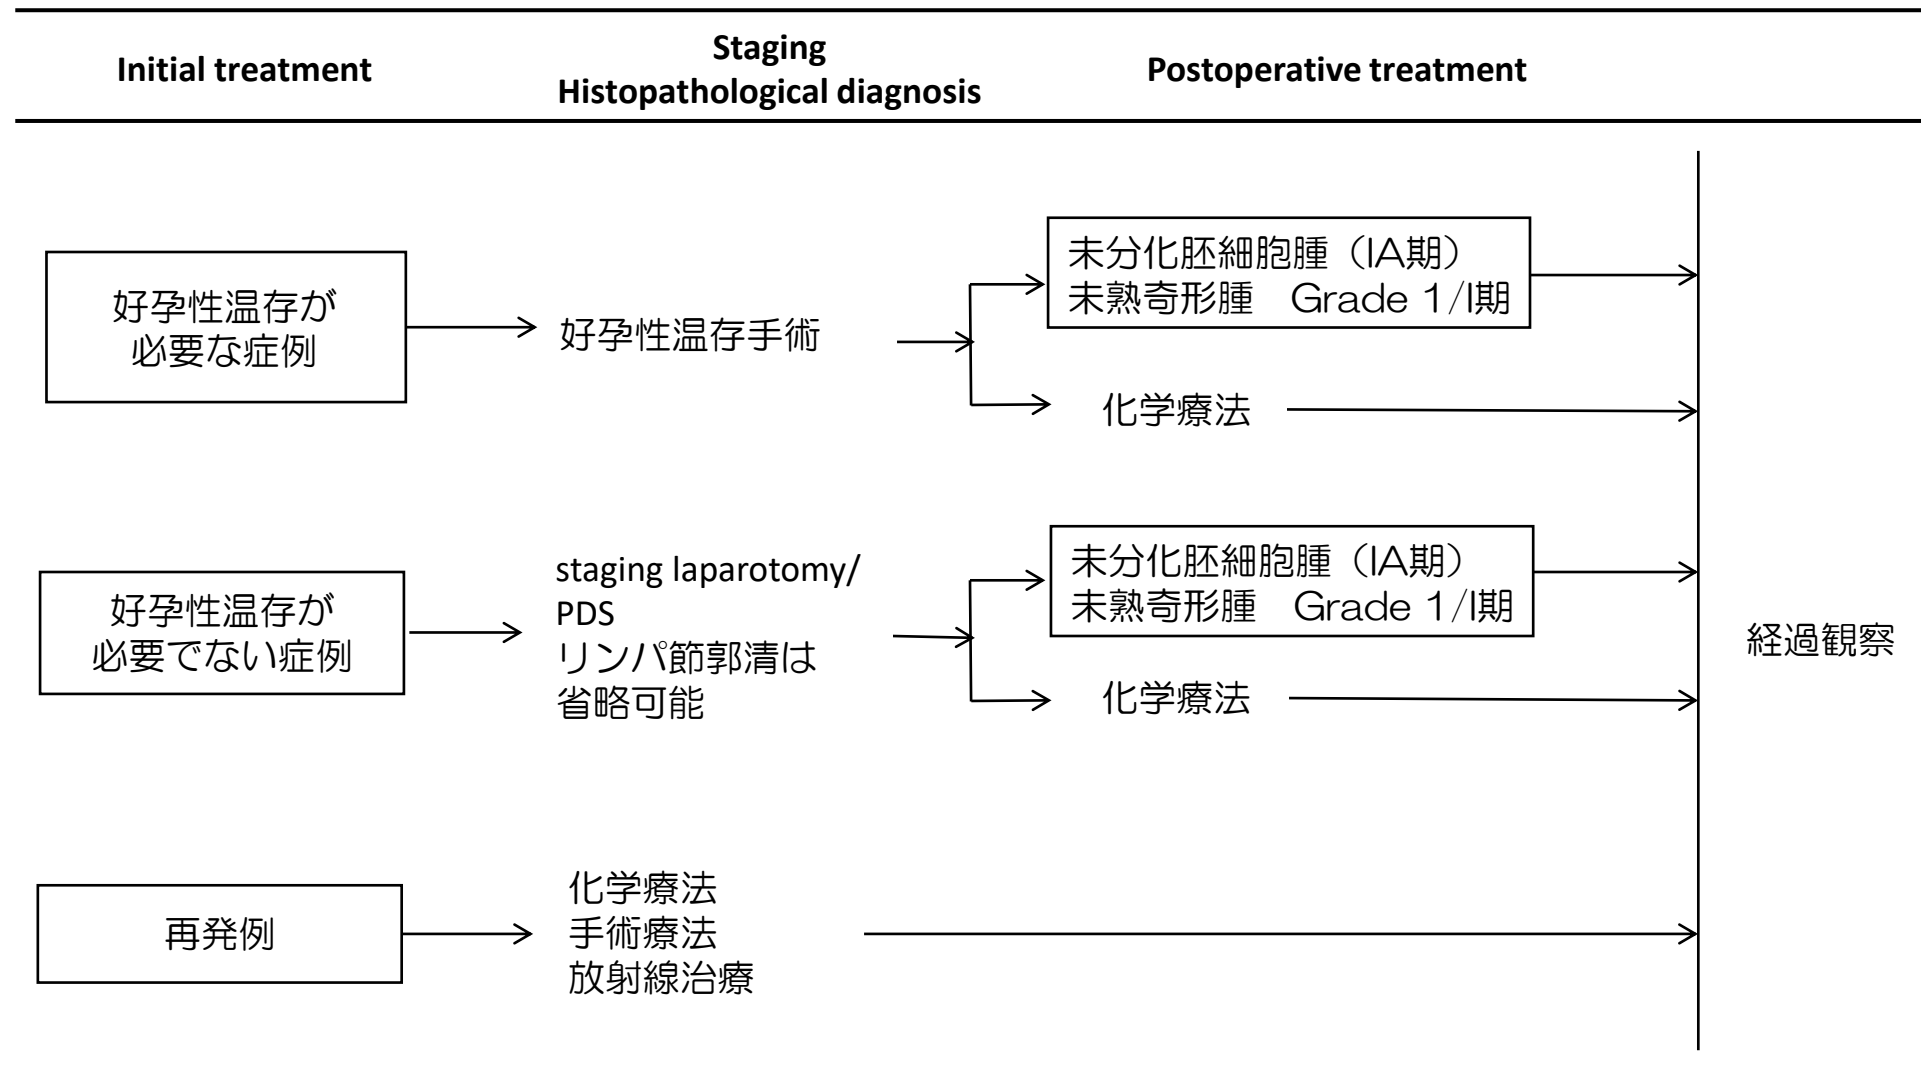 Initial treatment
Staging
Histopathological diagnosis
Postoperative treatment
好孕性温存が
必要な症例
好孕性温存手術
未分化胚細胞腫（IA期）
未熟奇形腫　Grade 1/I期
化学療法
好孕性温存が
必要でない症例
staging laparotomy/
PDS
リンパ節郭清は
省略可能
未分化胚細胞腫（IA期）
未熟奇形腫　Grade 1/I期
化学療法
経過観察
再発例
化学療法
手術療法
放射線治療